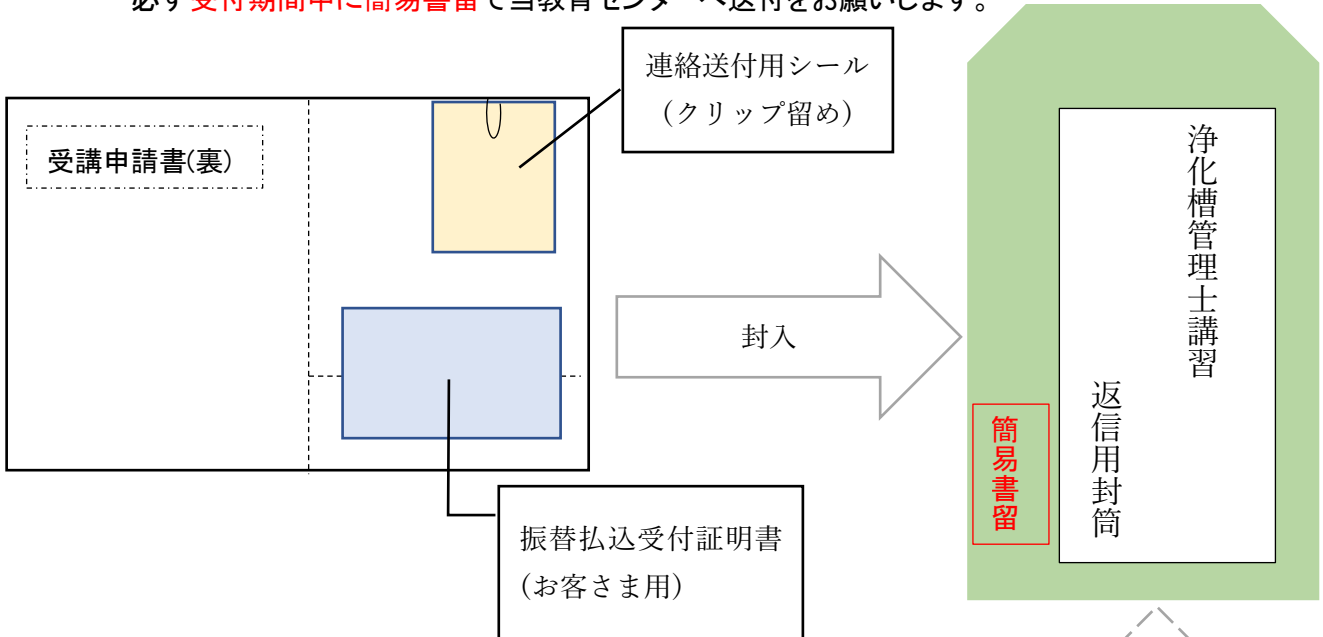 必ず受付期間中に簡易書留で当教育センターへ送付をお願いします。
連絡送付用シール
（クリップ留め）
受講申請書(裏)
封入
浄化槽管理士講習
返信用封筒
簡易書留
振替払込受付証明書
（お客さま用）